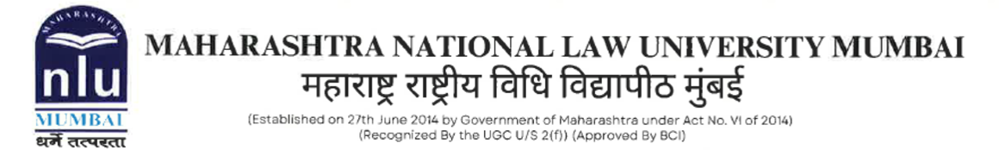 MAHARASHTRA
nlu
MUMBAI
धर्मे तत्परता
MAHARASHTRA NATIONAL LAW UNIVERSITY MUMBAI
महाराष्ट्र राष्ट्रीय विधि विद्यापीठ मुंबई
(Established on 27th June 2014 by Government of Maharashtra under Act No. VI of 2014)
(Recognized By the UGC U/S 2(f)) (Approved By BCI)